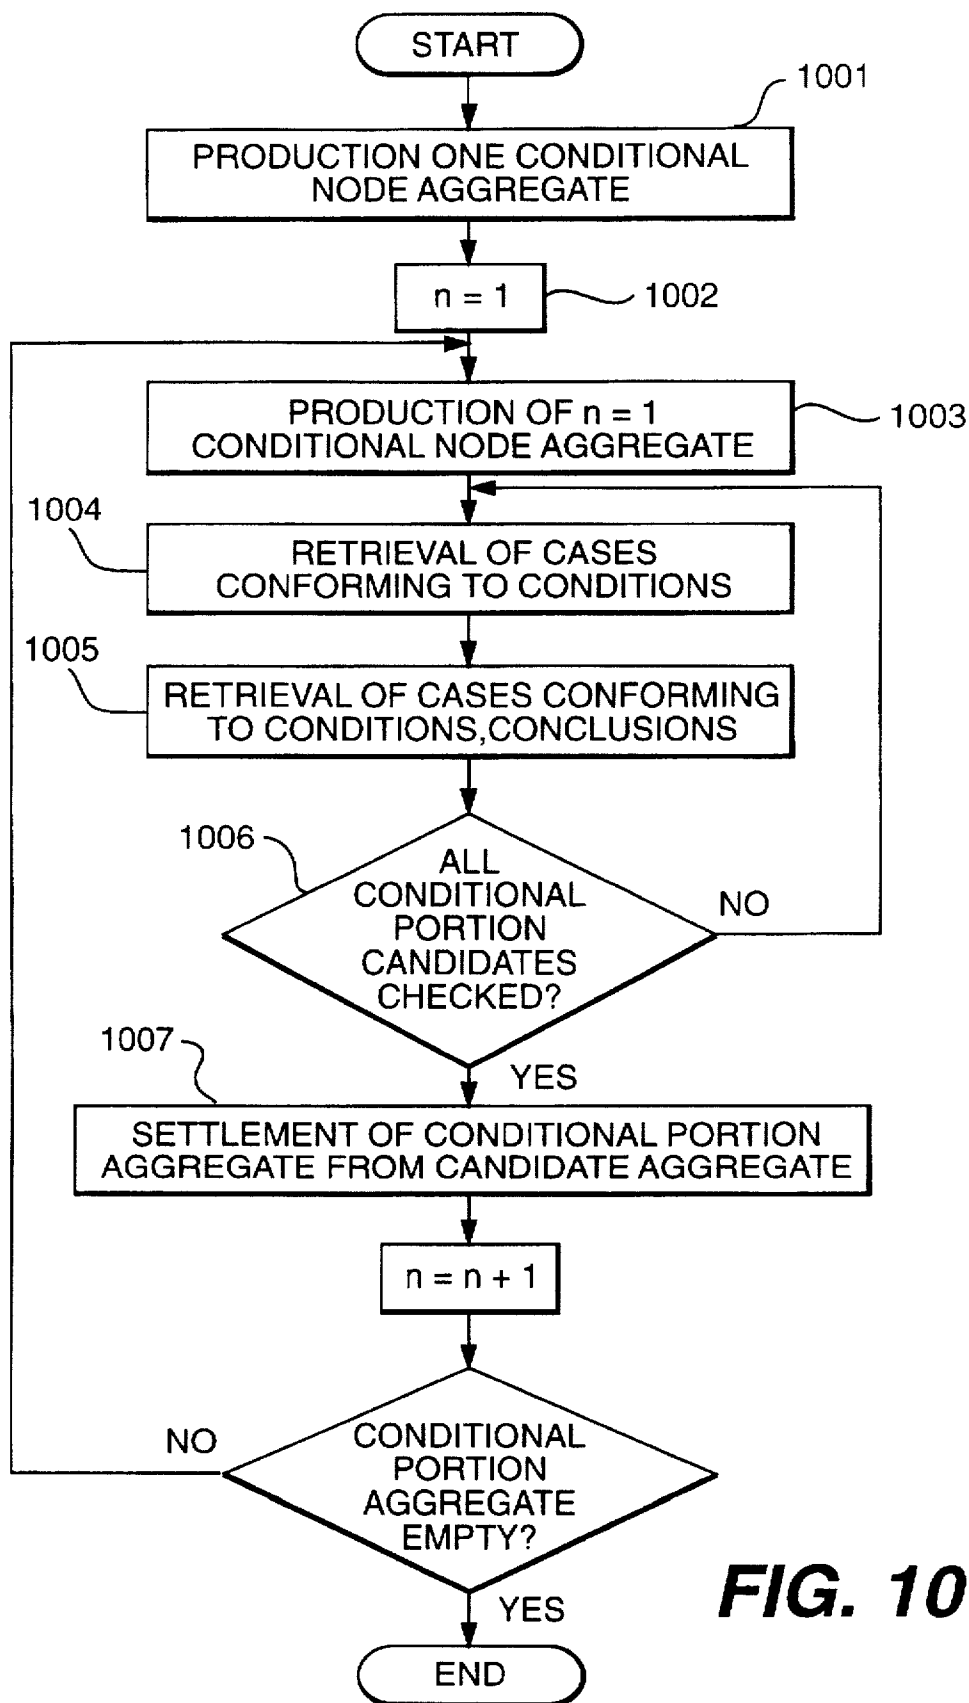 START
1001
PRODUCTION ONE CONDITIONAL
NODE AGGREGATE
n = 1
1002
PRODUCTION OF n = 1
CONDITIONAL NODE AGGREGATE
1003
1004
RETRIEVAL OF CASES
CONFORMING TO CONDITIONS
1005
RETRIEVAL OF CASES CONFORMING
TO CONDITIONS,CONCLUSIONS
1006
ALL
CONDITIONAL
PORTION
CANDIDATES
CHECKED?
NO
YES
1007
SETTLEMENT OF CONDITIONAL PORTION
AGGREGATE FROM CANDIDATE AGGREGATE
n = n + 1
NO
CONDITIONAL
PORTION
AGGREGATE
EMPTY?
YES
END
FIG. 10